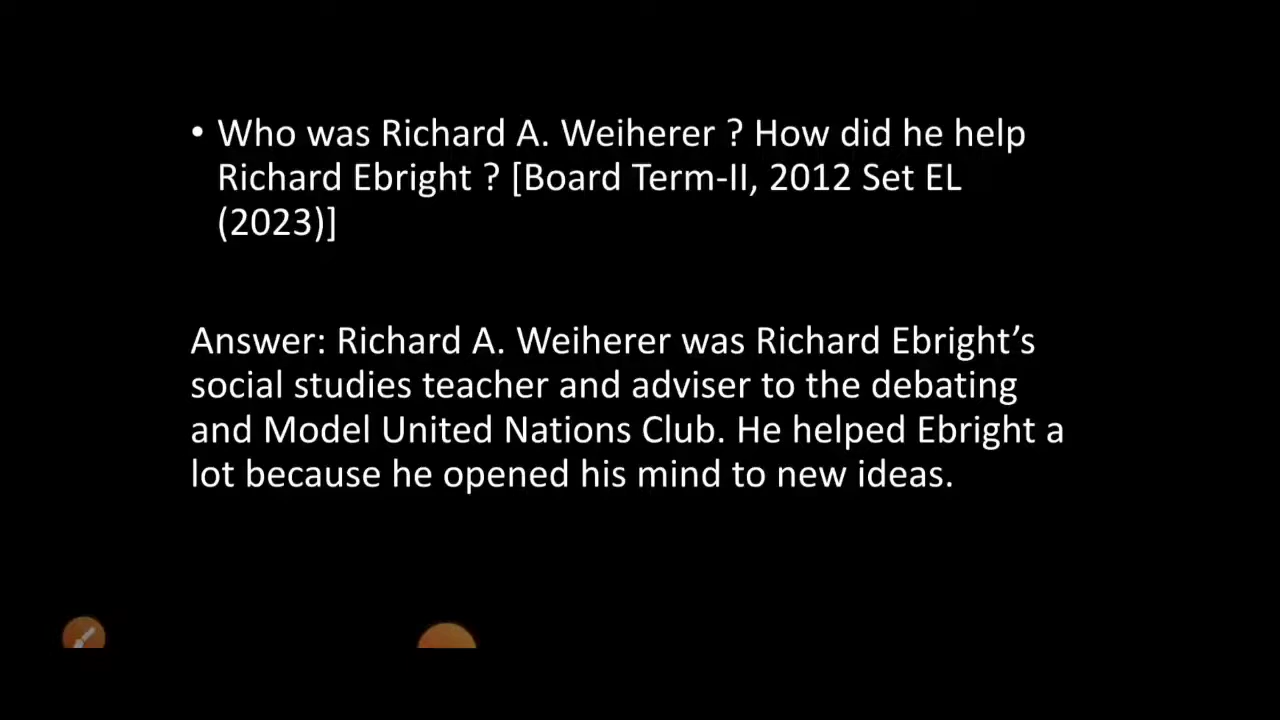 • Who was Richard A. Weiherer ? How did he help
Richard Ebright ? [Board Term-II, 2012 Set EL
(2023)]
Answer: Richard A. Weiherer was Richard Ebright’s
social studies teacher and adviser to the debating
and Model United Nations Club. He helped Ebright a
lot because he opened his mind to new ideas.